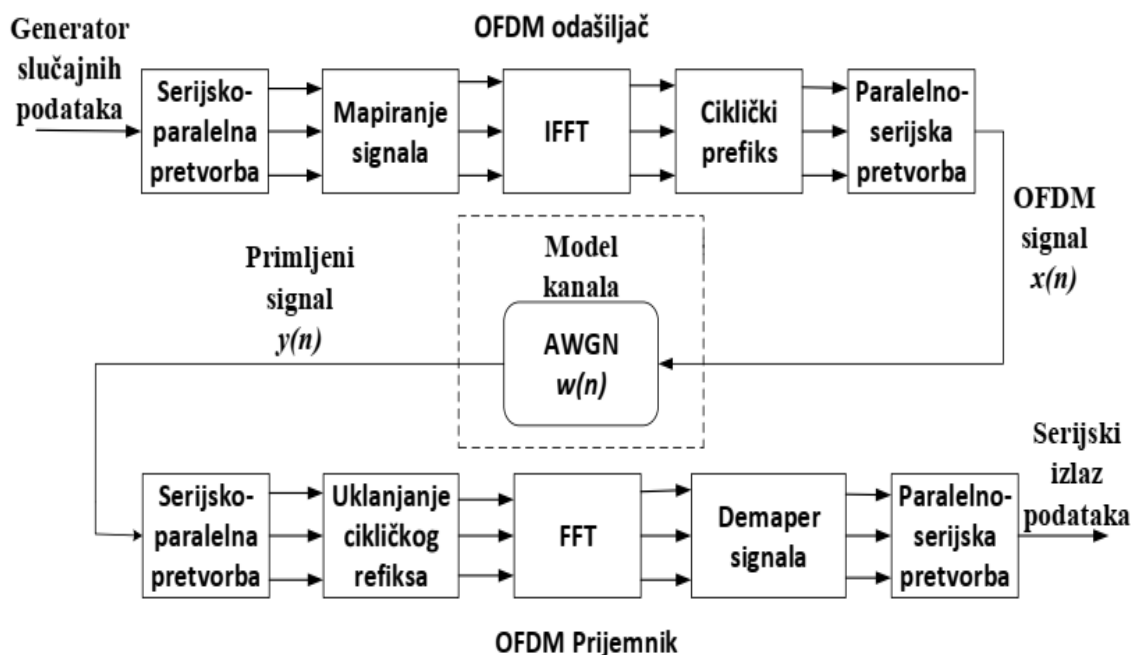 OFDM odašiljač
Generator
slučajnih
podataka
Serijsko-
paralelna
pretvorba
Mapiranje
signala
IFFT
Ciklički
prefiks
Paralelno-
serijska
pretvorba
OFDM
signal
x(n)
Model
kanala
AWGN
w(n)
Primljeni
signal
y(n)
Serijsko-
paralelna
pretvorba
Uklanjanje
cikličkog
refiksa
FFT
Demaper
signala
Paralelno-
serijska
pretvorba
Serijski
izlaz
podataka
OFDM Prijemnik